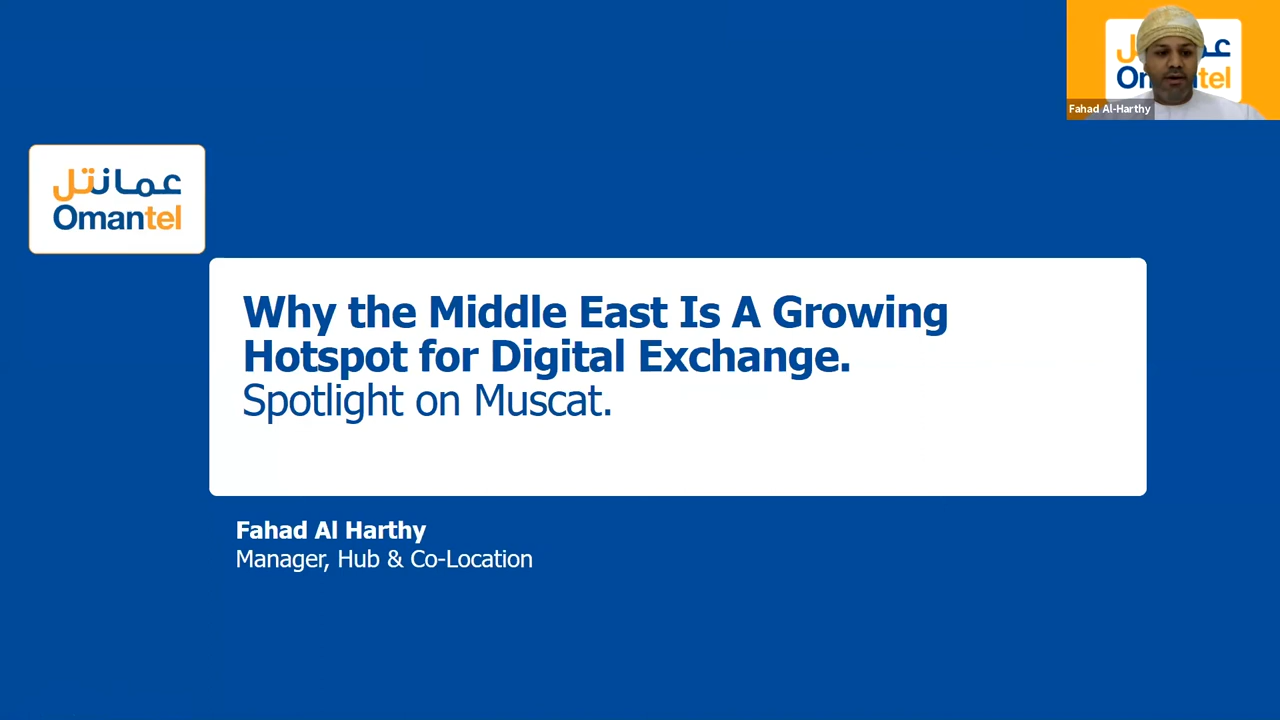 عمانتل
Omantel
Why the Middle East Is A Growing
Hotspot for Digital Exchange.
Spotlight on Muscat.
Fahad Al Harthy
Manager, Hub & Co-Location
Fahad Al-Harthy